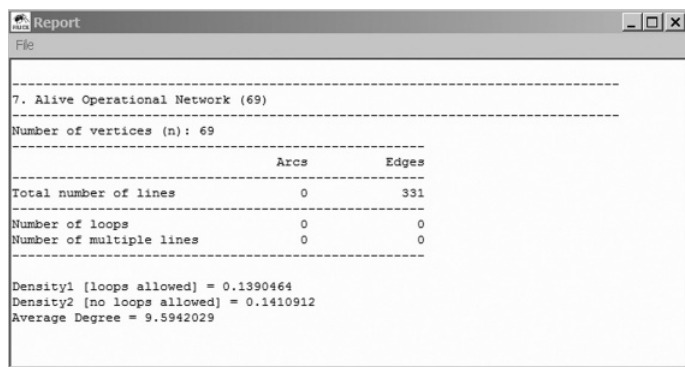 Report
File
--------------------------------------------------------------------------------
7. Alive Operational Network (69)
--------------------------------------------------------------------------------
Number of vertices (n): 69
------------------------------------------------------
Arcs Edges
------------------------------------------------------
Total number of lines 0 331
------------------------------------------------------
Number of loops 0 0
Number of multiple lines 0 0
------------------------------------------------------
Density1 [loops allowed] = 0.1390464
Density2 [no loops allowed] = 0.1410912
Average Degree = 9.5942029